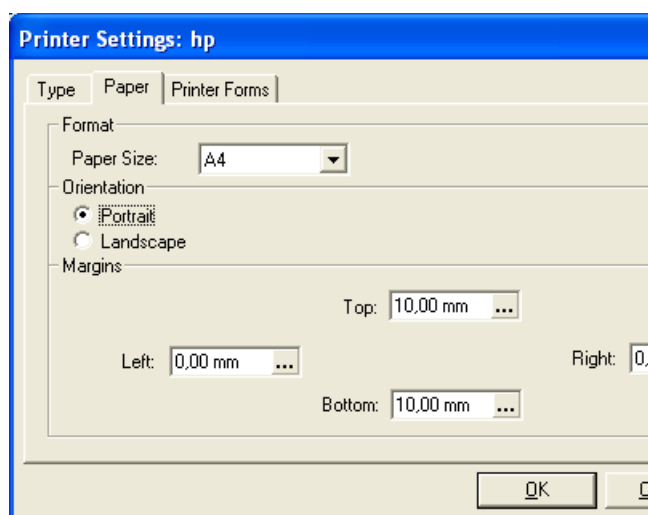 Printer Settings: hp
Type Paper Printer Forms
Format
Paper Size: A4
Orientation
Portrait
Landscape
Margins
Top: 10,00 mm ...
Left: 0,00 mm ... Right: 0,
Bottom: 10,00 mm ...
OK